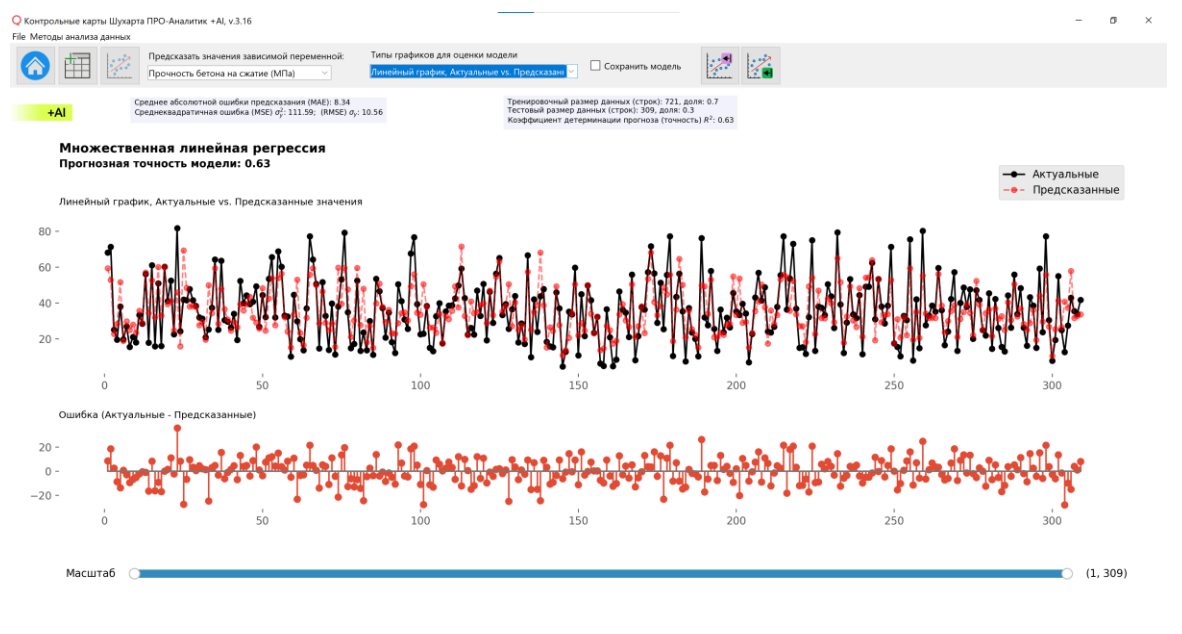 Контрольные карты Шухарта ПРО-Аналитик +AI, v.3.16
File Методы анализа данных
Предсказать значения зависимой переменной:
Прочность бетона на сжатие (МПа)
Типы графиков для оценки модели
Линейный график, Актуальные vs. Предсказан
Сохранить модель
+AI
Среднее абсолютной ошибки предсказания (MAE): 8.34
Среднеквадратичная ошибка (MSE) σ²ᵧ: 111.59; (RMSE) σᵧ: 10.56
Тренировочный размер данных (строк): 721, доля: 0.7
Тестовый размер данных (строк): 309, доля: 0.3
Коэффициент детерминации прогноза (точность) R²: 0.63
Множественная линейная регрессия
Прогнозная точность модели: 0.63
Актуальные
Предсказанные
Линейный график, Актуальные vs. Предсказанные значения
80
60
40
20
0 50 100 150 200 250 300
Ошибка (Актуальные - Предсказанные)
20
0
−20
0 50 100 150 200 250 300
Масштаб (1, 309)